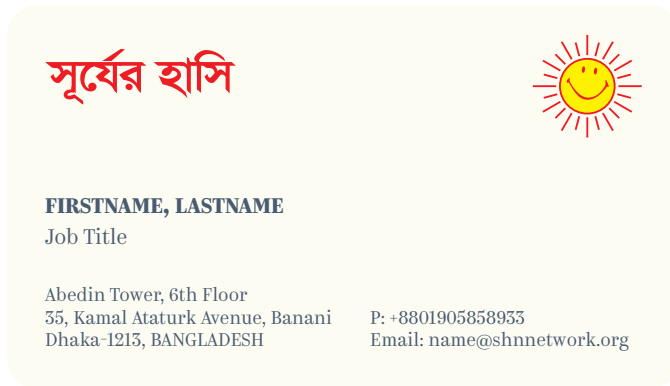 সূর্যের হাসি
FIRSTNAME, LASTNAME
Job Title
Abedin Tower, 6th Floor
35, Kamal Ataturk Avenue, Banani
Dhaka-1213, BANGLADESH
P: +8801905858933
Email: name@shnnetwork.org